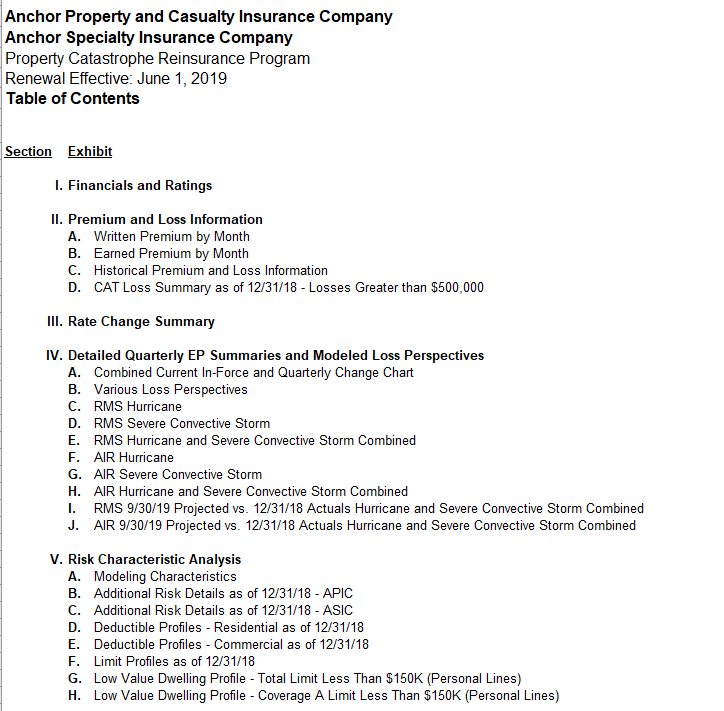 Anchor Property and Casualty Insurance Company
Anchor Specialty Insurance Company
Property Catastrophe Reinsurance Program
Renewal Effective: June 1, 2019
Table of Contents
Section Exhibit
I. Financials and Ratings
II. Premium and Loss Information
A. Written Premium by Month
B. Earned Premium by Month
C. Historical Premium and Loss Information
D. CAT Loss Summary as of 12/31/18 - Losses Greater than $500,000
III. Rate Change Summary
IV. Detailed Quarterly EP Summaries and Modeled Loss Perspectives
A. Combined Current In-Force and Quarterly Change Chart
B. Various Loss Perspectives
C. RMS Hurricane
D. RMS Severe Convective Storm
E. RMS Hurricane and Severe Convective Storm Combined
F. AIR Hurricane
G. AIR Severe Convective Storm
H. AIR Hurricane and Severe Convective Storm Combined
I. RMS 9/30/19 Projected vs. 12/31/18 Actuals Hurricane and Severe Convective Storm Combined
J. AIR 9/30/19 Projected vs. 12/31/18 Actuals Hurricane and Severe Convective Storm Combined
V. Risk Characteristic Analysis
A. Modeling Characteristics
B. Additional Risk Details as of 12/31/18 - APIC
C. Additional Risk Details as of 12/31/18 - ASIC
D. Deductible Profiles - Residential as of 12/31/18
E. Deductible Profiles - Commercial as of 12/31/18
F. Limit Profiles as of 12/31/18
G. Low Value Dwelling Profile - Total Limit Less Than $150K (Personal Lines)
H. Low Value Dwelling Profile - Coverage A Limit Less Than $150K (Personal Lines)